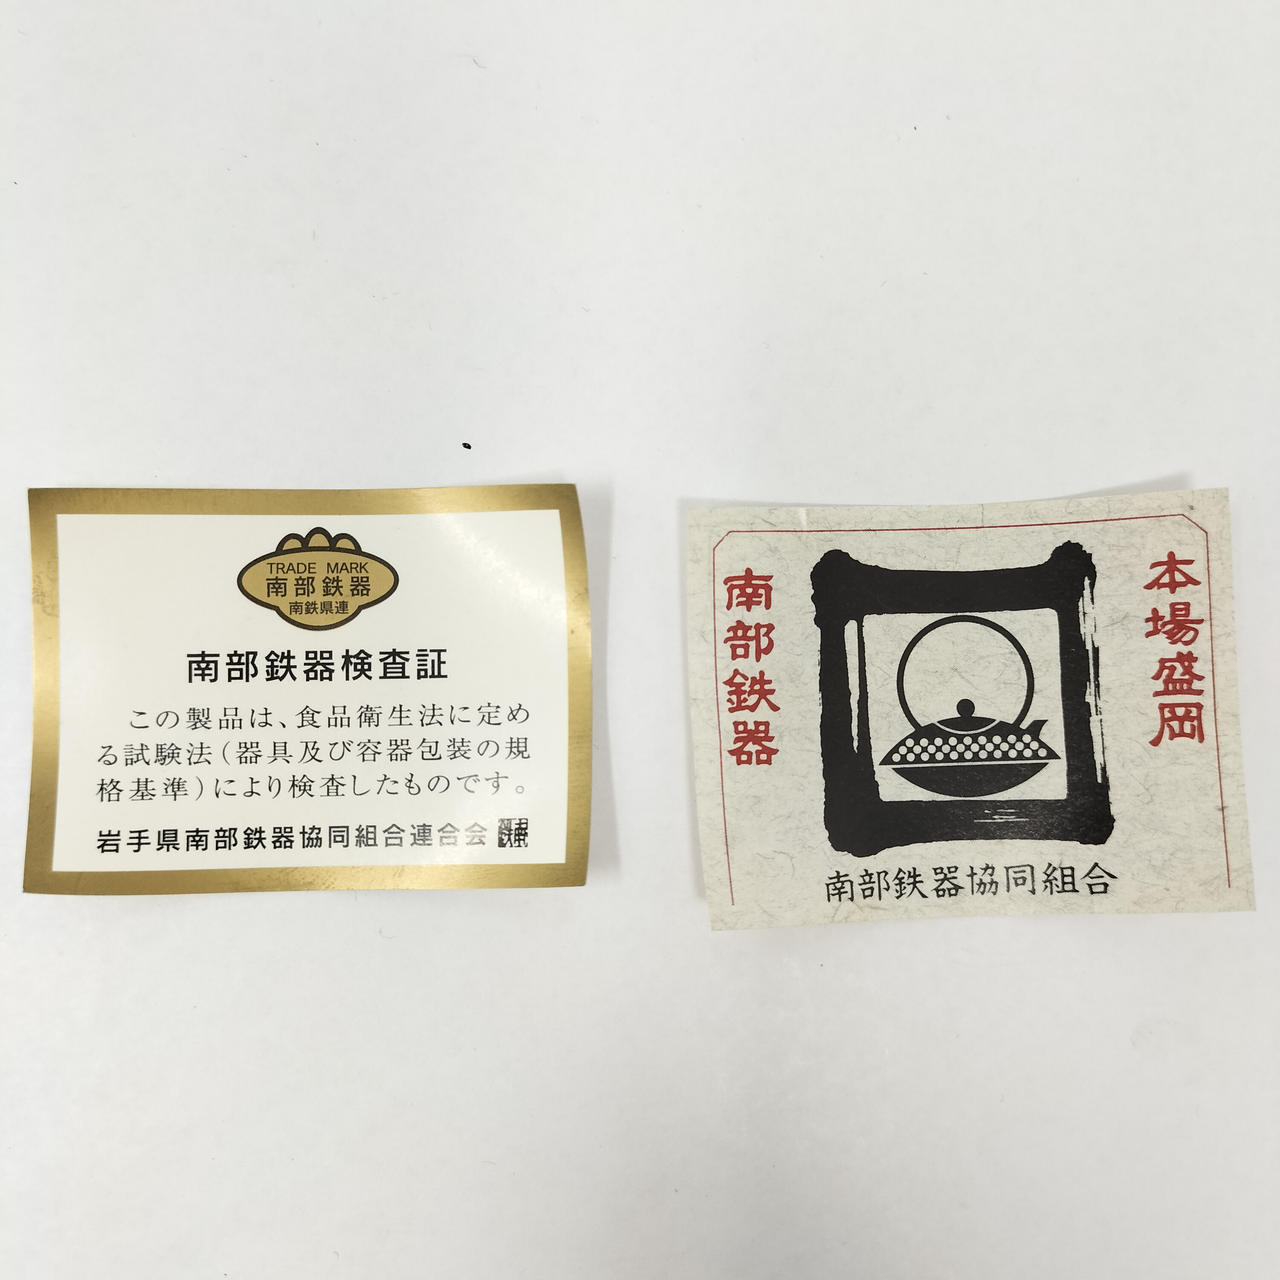 TRADE MARK
南部鉄器
南鉄県連
南部鉄器検査証
この製品は、食品衛生法に定め
る試験法(器具及び容器包装の規
格基準)により検査したものです。
岩手県南部鉄器協同組合連合会
本場盛岡
南部鉄器
南部鉄器協同組合